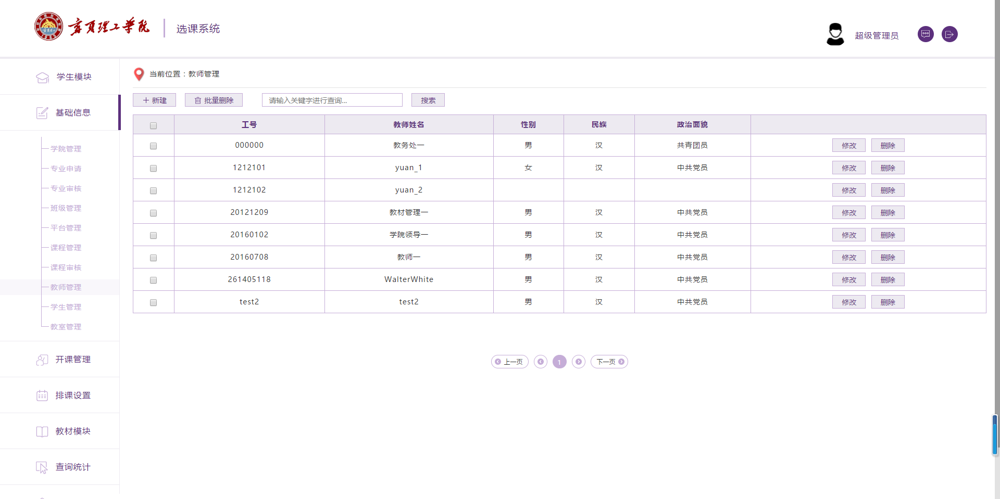 宁夏理工学院
选课系统
超级管理员
学生模块
基础信息
学院管理
专业申请
专业审核
班级管理
平台管理
课程管理
课程审核
教师管理
学生管理
教室管理
开课管理
排课设置
教材模块
查询统计
当前位置：教师管理
新建 批量删除 请输入关键字进行查询... 搜索
工号 教师姓名 性别 民族 政治面貌
000000 教务处一 男 汉 共青团员 修改 删除
1212101 yuan_1 女 汉 中共党员 修改 删除
1212102 yuan_2 修改 删除
20121209 教材管理一 男 汉 中共党员 修改 删除
20160102 学院领导一 男 汉 中共党员 修改 删除
20160708 教师一 男 汉 中共党员 修改 删除
261405118 WalterWhite 男 汉 中共党员 修改 删除
test2 test2 男 汉 中共党员 修改 删除
上一页 1 下一页